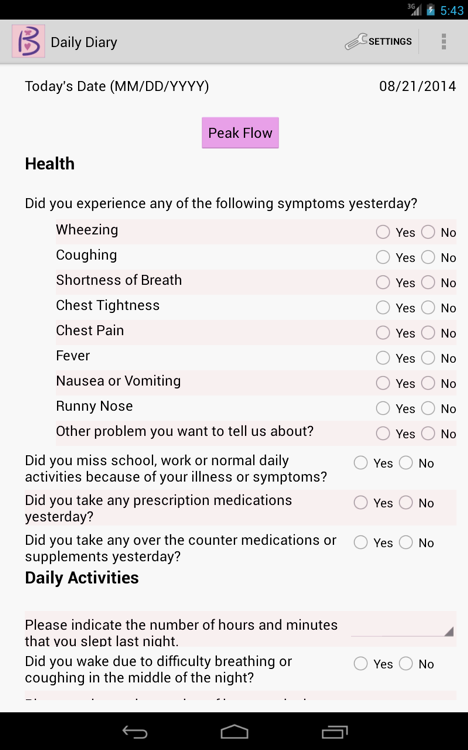 3G 5:43
B Daily Diary SETTINGS
Today's Date (MM/DD/YYYY) 08/21/2014
Peak Flow
Health
Did you experience any of the following symptoms yesterday?
Wheezing Yes No
Coughing Yes No
Shortness of Breath Yes No
Chest Tightness Yes No
Chest Pain Yes No
Fever Yes No
Nausea or Vomiting Yes No
Runny Nose Yes No
Other problem you want to tell us about? Yes No
Did you miss school, work or normal daily Yes No
activities because of your illness or symptoms?
Did you take any prescription medications Yes No
yesterday?
Did you take any over the counter medications or Yes No
supplements yesterday?
Daily Activities
Please indicate the number of hours and minutes
that you slept last night.
Did you wake due to difficulty breathing or Yes No
coughing in the middle of the night?